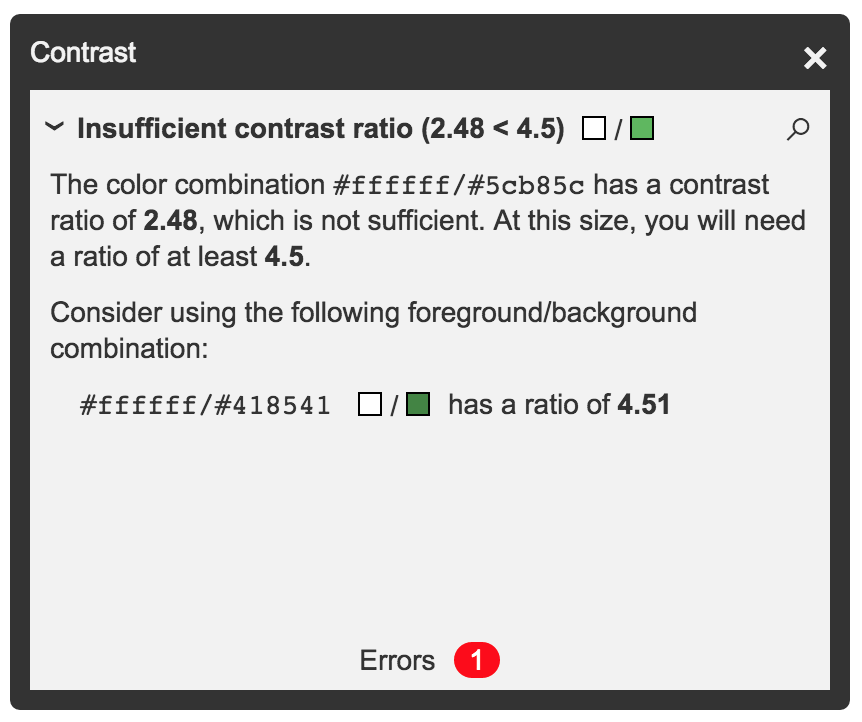 Contrast
Insufficient contrast ratio (2.48 < 4.5) /
The color combination #ffffff/#5cb85c has a contrast
ratio of 2.48, which is not sufficient. At this size, you will need
a ratio of at least 4.5.
Consider using the following foreground/background
combination:
#ffffff/#418541 / has a ratio of 4.51
Errors 1